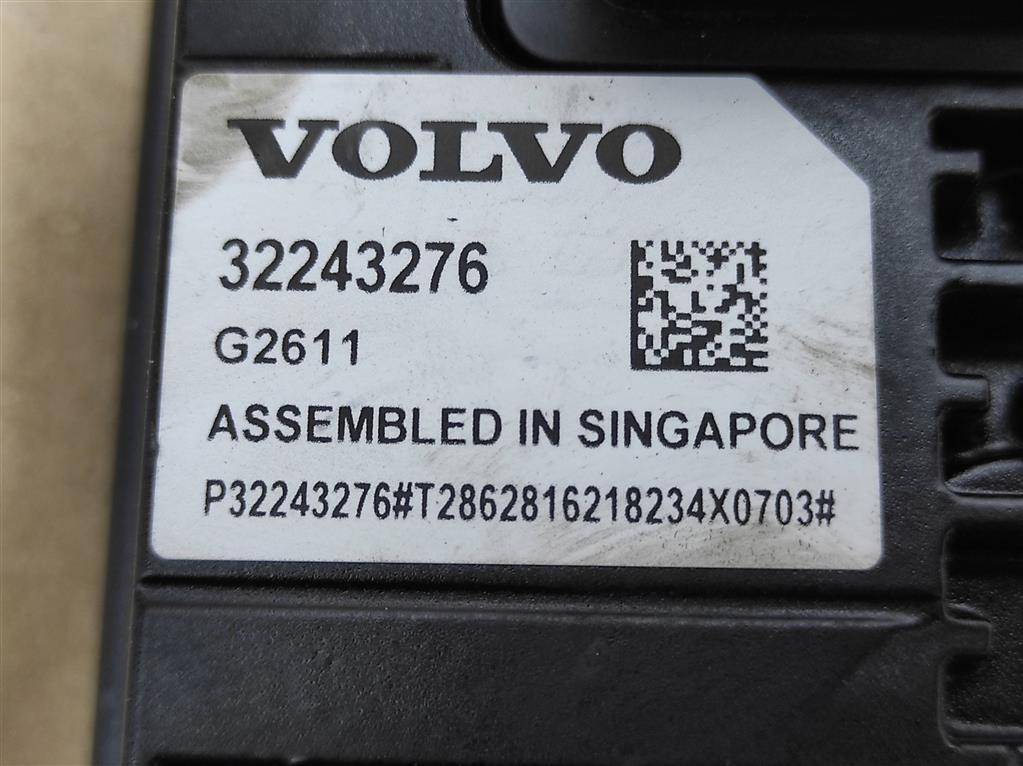 VOLVO
32243276
G2611
ASSEMBLED IN SINGAPORE
P32243276#T2862816218234X0703#